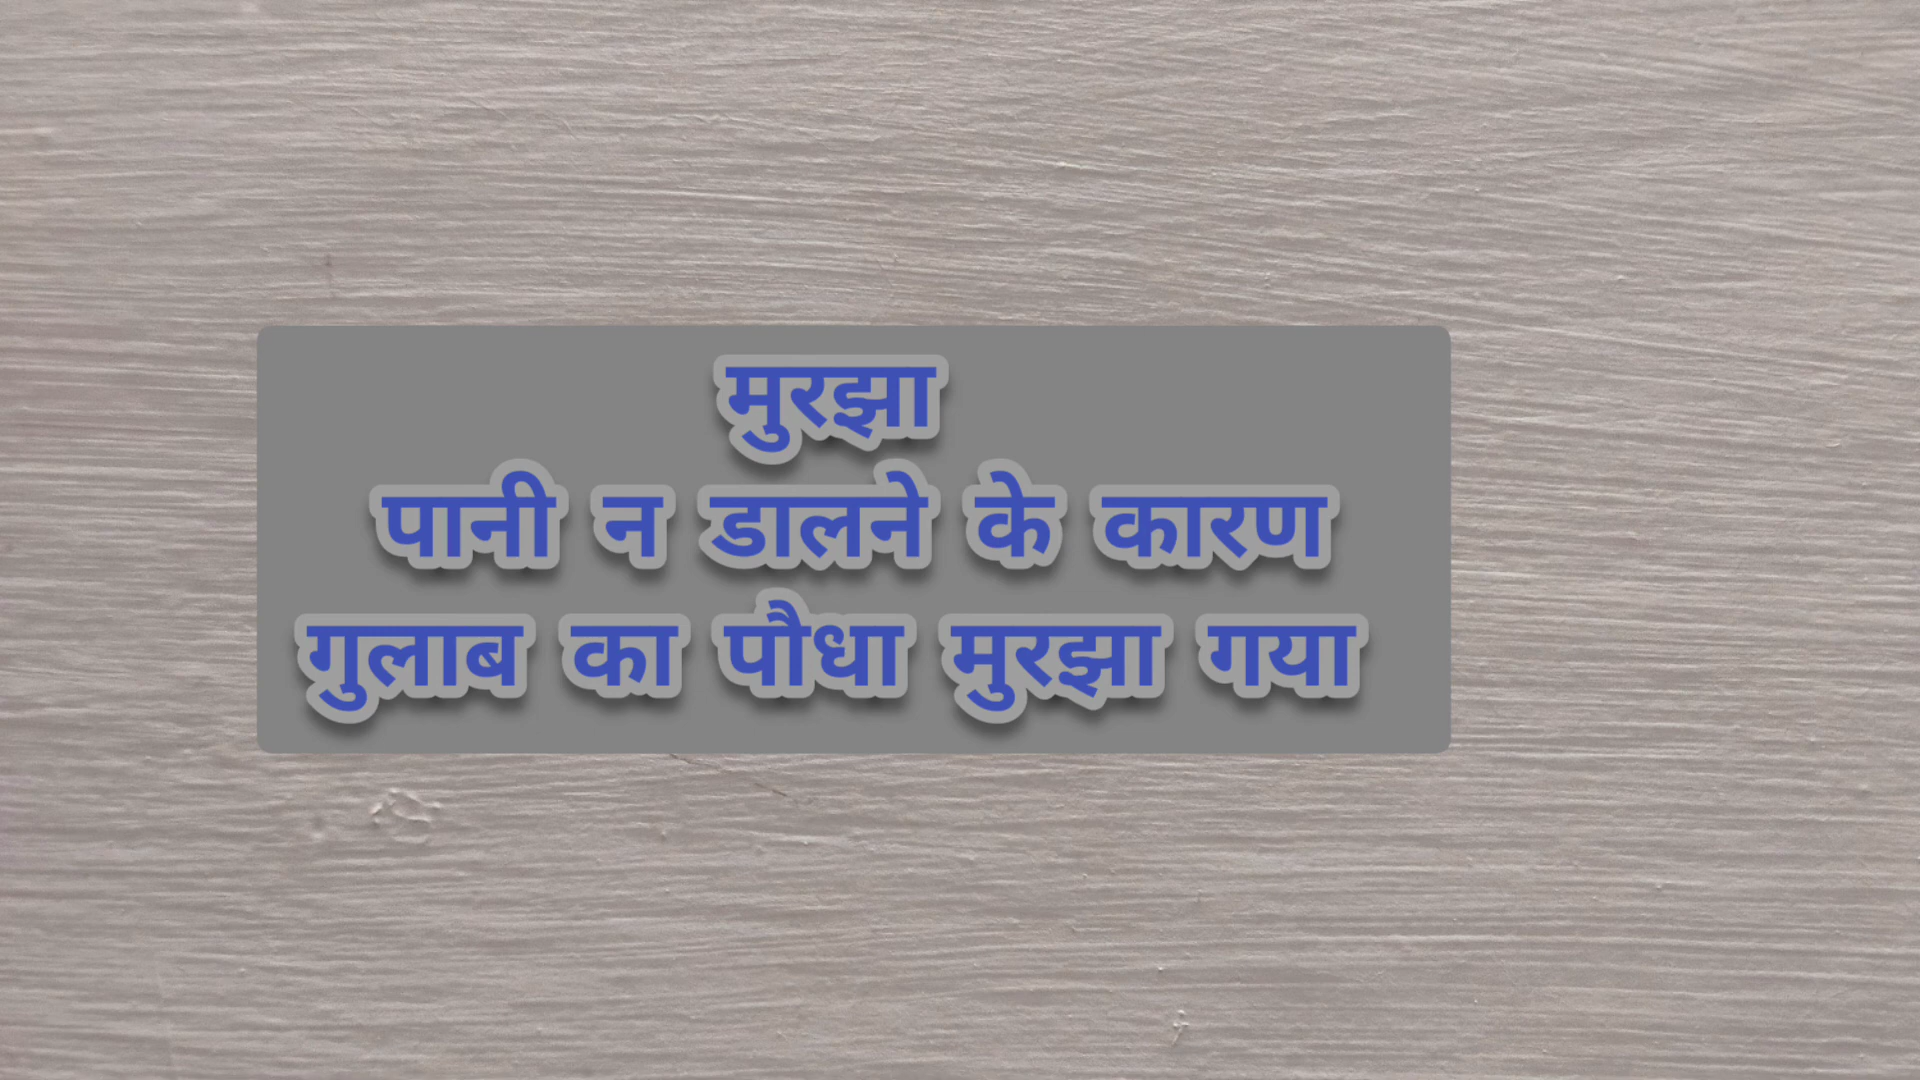 मुरझा
पानी न डालने के कारण
गुलाब का पौधा मुरझा गया